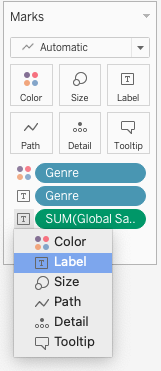 Marks
Automatic
Color Size Label
Path Detail Tooltip
Genre
Genre
SUM(Global Sa..
Color
Label
Size
Path
Detail
Tooltip